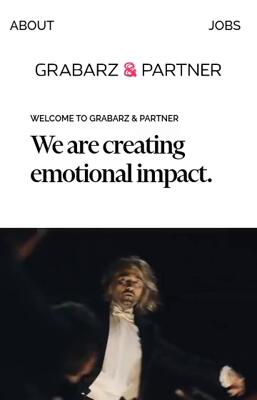 ABOUT JOBS
GRABARZ & PARTNER
WELCOME TO GRABARZ & PARTNER
We are creating
emotional impact.